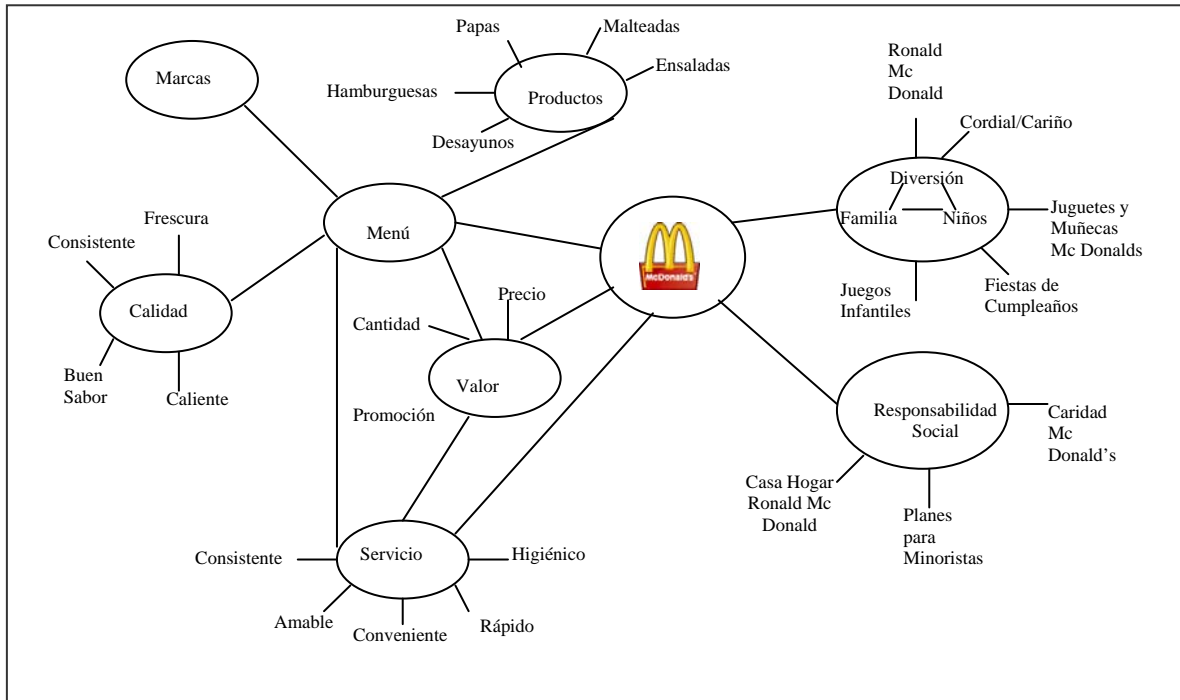 Papas
Malteadas
Marcas
Ensaladas
Hamburguesas
Productos
Desayunos
Ronald
Mc
Donald
Cordial/Cariño
Diversión
Familia
Niños
Juguetes y
Muñecas
Mc Donalds
Juegos
Infantiles
Fiestas de
Cumpleaños
Frescura
Consistente
Menú
Calidad
Buen
Sabor
Caliente
McDonald's
Precio
Cantidad
Valor
Promoción
Responsabilidad
Social
Caridad
Mc
Donald’s
Casa Hogar
Ronald Mc
Donald
Planes
para
Minoristas
Consistente
Servicio
Higiénico
Amable
Conveniente
Rápido